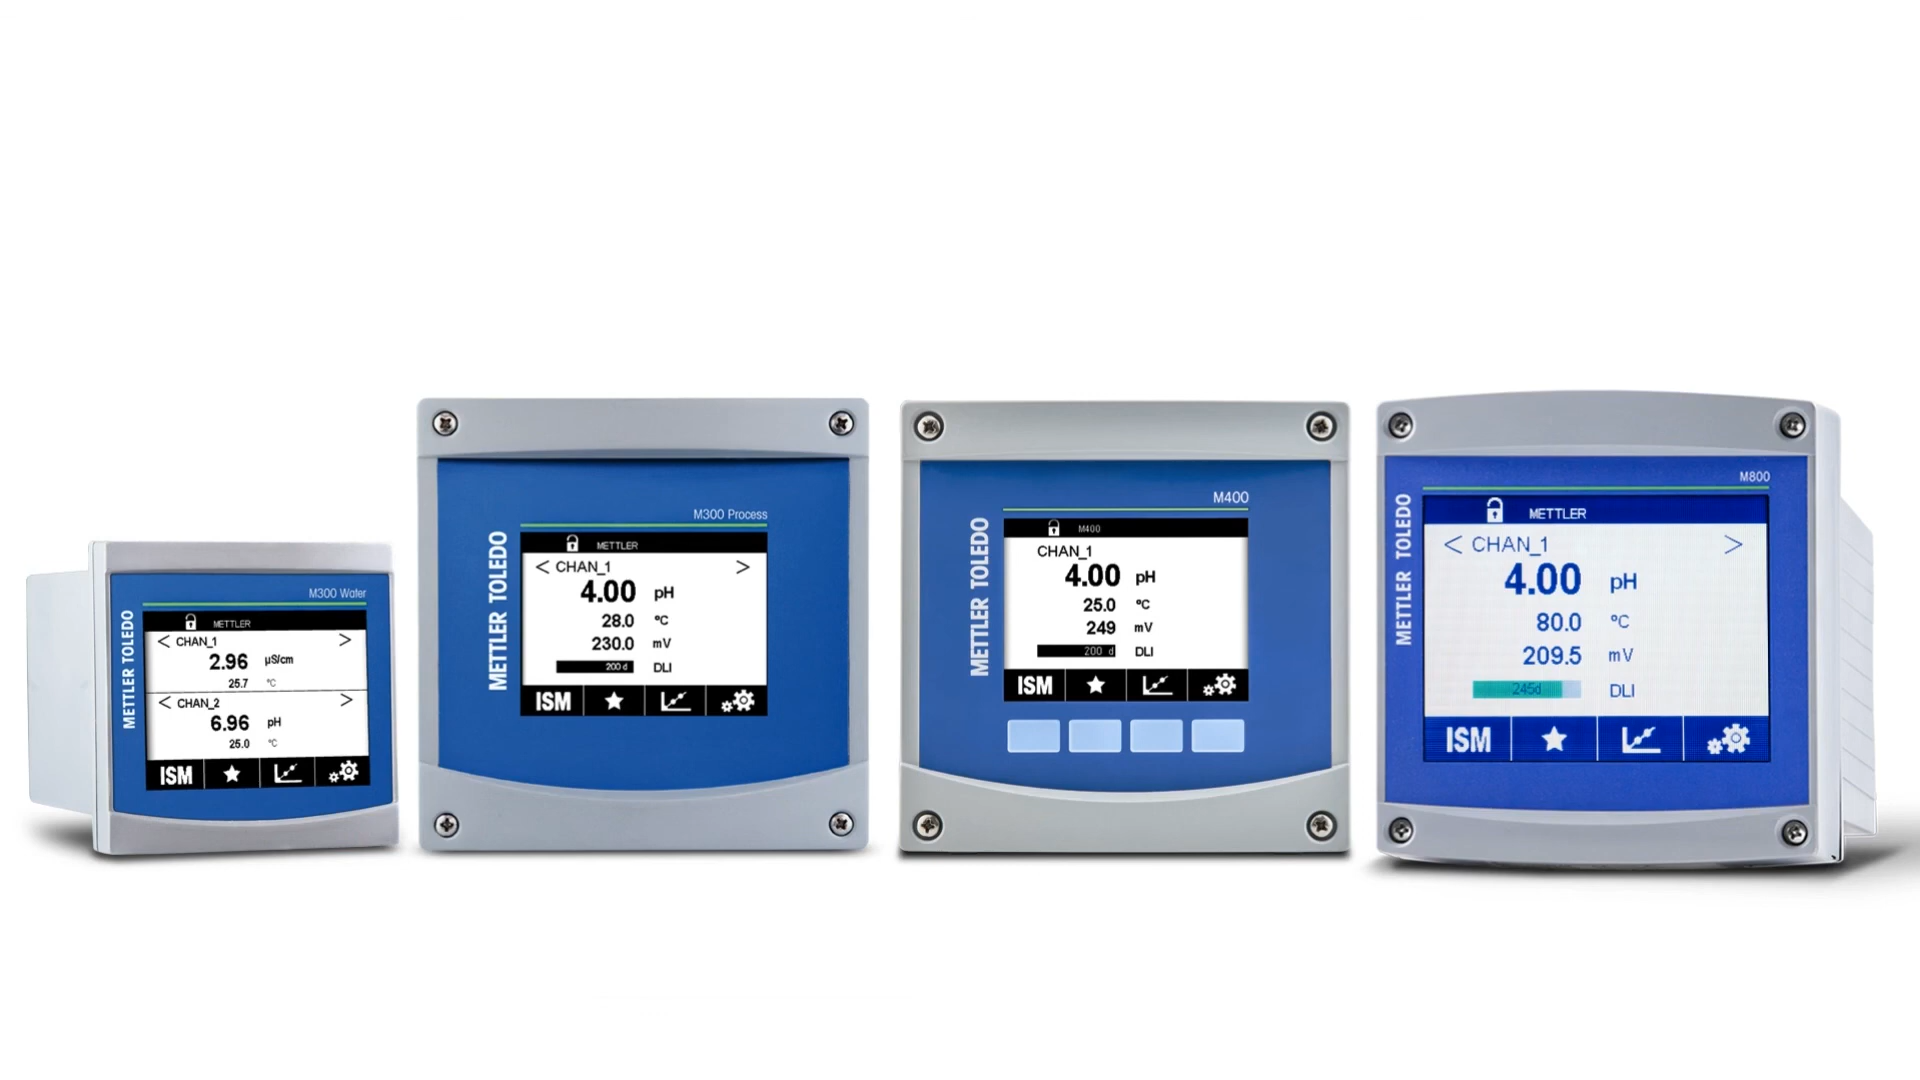 METTLER TOLEDO
M300 Water
METTLER
< CHAN_1 >
2.96 µS/cm
25.7 °C
< CHAN_2 >
6.96 pH
25.0 °C
ISM
METTLER TOLEDO
M300 Process
METTLER
< CHAN_1 >
4.00 pH
28.0 °C
230.0 mV
200 d DLI
ISM
METTLER TOLEDO
M400
M400
CHAN_1
4.00 pH
25.0 °C
249 mV
200 d DLI
ISM
METTLER TOLEDO
M800
METTLER
< CHAN_1 >
4.00 pH
80.0 °C
209.5 mV
245d DLI
ISM